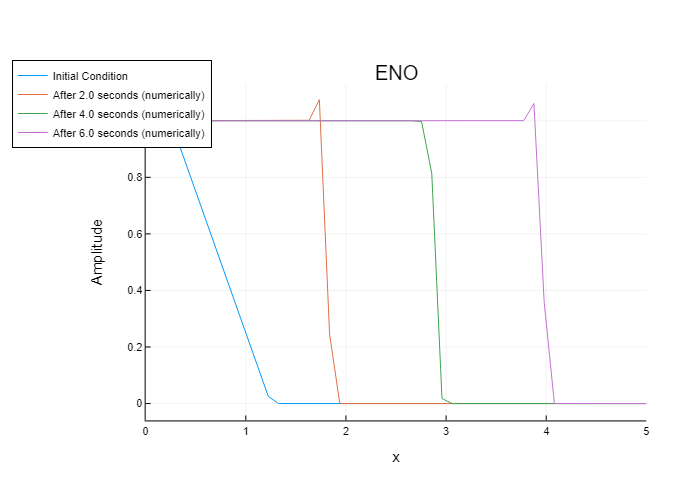 ENO
Initial Condition
After 2.0 seconds (numerically)
After 4.0 seconds (numerically)
After 6.0 seconds (numerically)
0.8
0.6
0.4
0.2
0
Amplitude
0 1 2 3 4 5
x